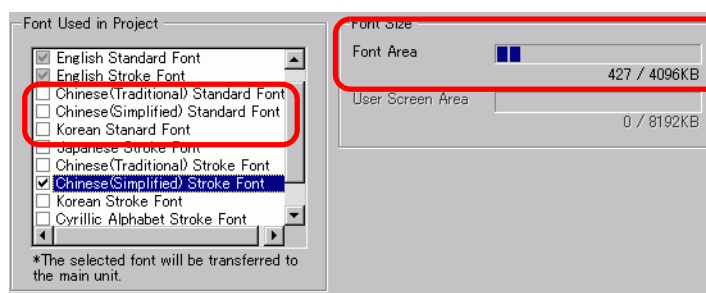 Font Used in Project
English Standard Font
English Stroke Font
Chinese(Traditional) Standard Font
Chinese(Simplified) Standard Font
Korean Stanard Font
Japanese Stroke Font
Chinese(Traditional) Stroke Font
Chinese(Simplified) Stroke Font
Korean Stroke Font
Cyrillic Alphabet Stroke Font
*The selected font will be transferred to
the main unit.
Font Size
Font Area
427 / 4096KB
User Screen Area
0 / 8192KB